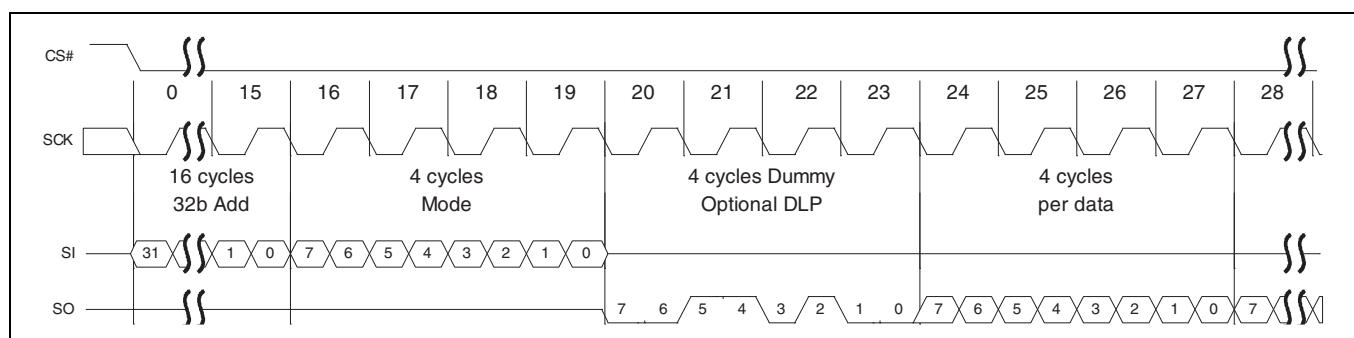 CS#
0 15 16 17 18 19 20 21 22 23 24 25 26 27 28
SCK
16 cycles 4 cycles 4 cycles Dummy 4 cycles
32b Add Mode Optional DLP per data
SI 31 1 0 7 6 5 4 3 2 1 0
SO 7 6 5 4 3 2 1 0 7 6 5 4 3 2 1 0 7